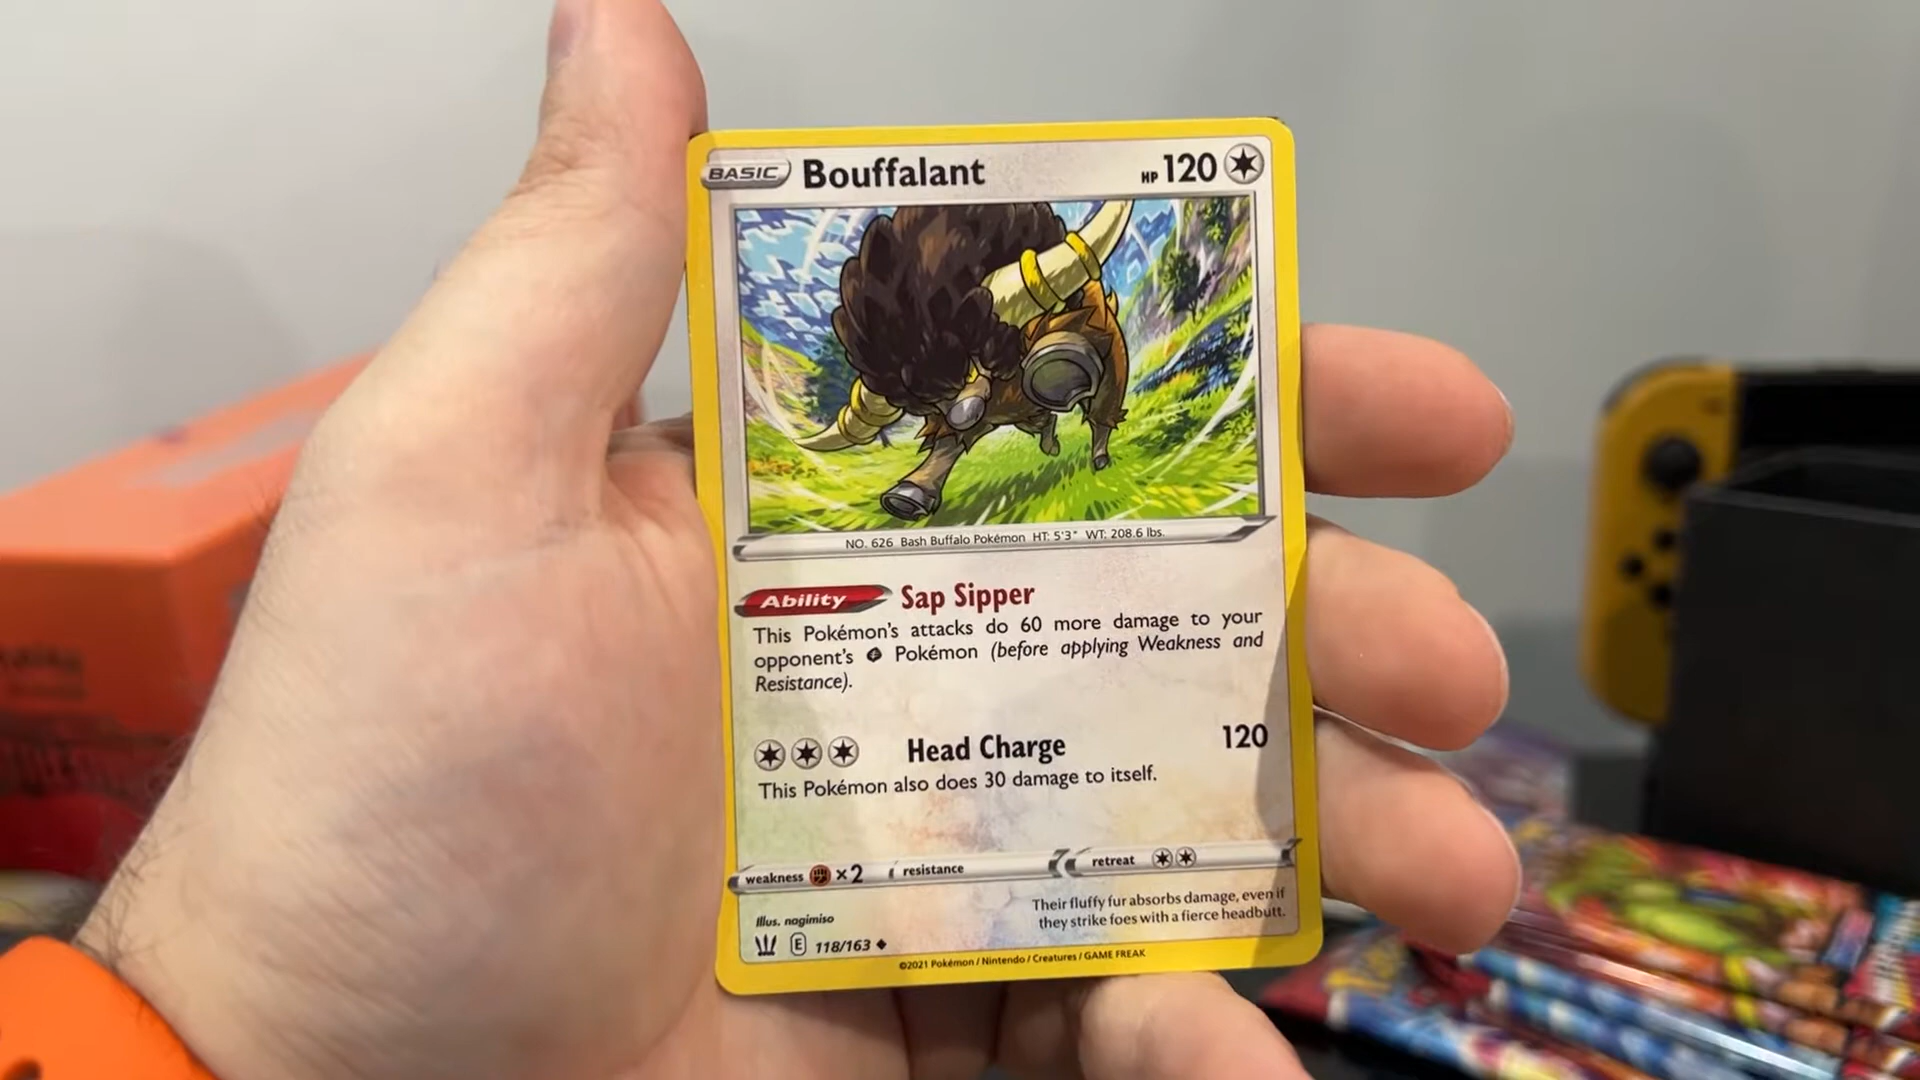 BASIC Bouffalant HP 120
NO. 626 Bash Buffalo Pokémon HT: 5'3" WT: 208.6 lbs.
Ability Sap Sipper
This Pokémon's attacks do 60 more damage to your
opponent's Pokémon (before applying Weakness and
Resistance).
Head Charge 120
This Pokémon also does 30 damage to itself.
weakness ×2 resistance retreat
Their fluffy fur absorbs damage, even if
they strike foes with a fierce headbutt.
Illus. nagimiso
E 118/163
©2021 Pokémon / Nintendo / Creatures / GAME FREAK